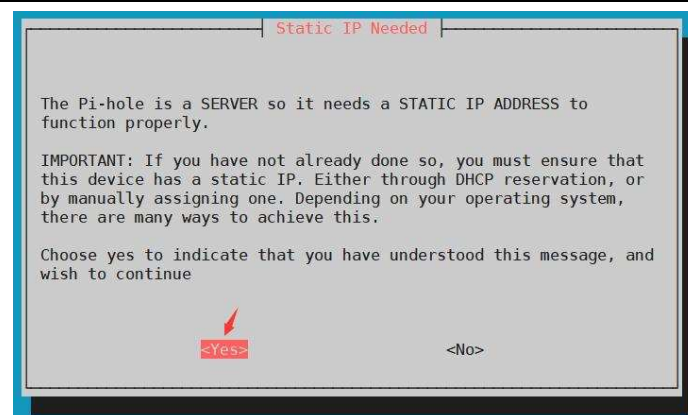 Static IP Needed
The Pi-hole is a SERVER so it needs a STATIC IP ADDRESS to
function properly.
IMPORTANT: If you have not already done so, you must ensure that
this device has a static IP. Either through DHCP reservation, or
by manually assigning one. Depending on your operating system,
there are many ways to achieve this.
Choose yes to indicate that you have understood this message, and
wish to continue
<Yes> <No>